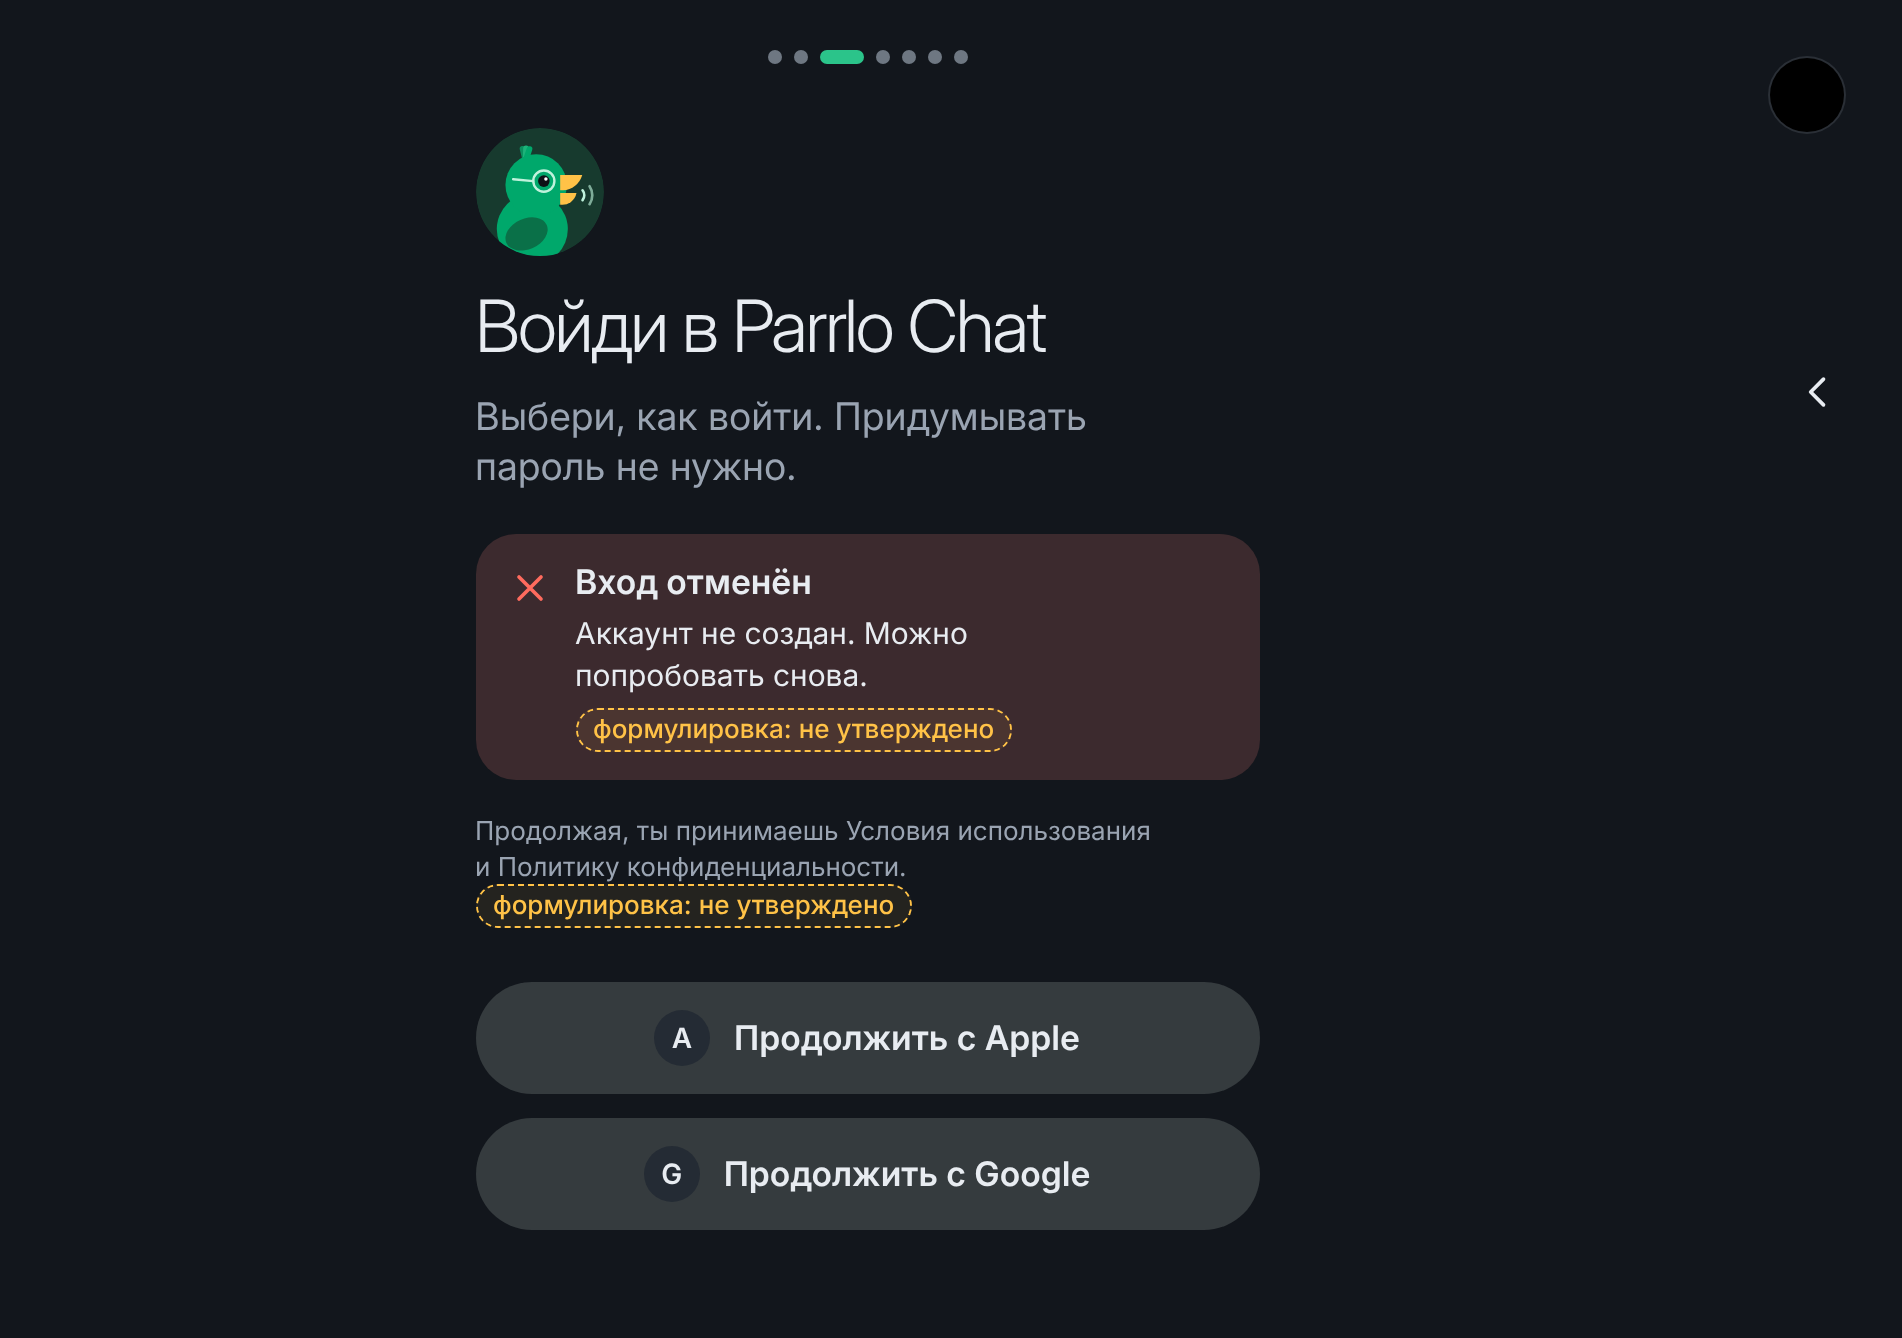 Войди в Parrlo Chat
Выбери, как войти. Придумывать
пароль не нужно.
Вход отменён
Аккаунт не создан. Можно
попробовать снова.
формулировка: не утверждено
Продолжая, ты принимаешь Условия использования
и Политику конфиденциальности.
формулировка: не утверждено
A Продолжить с Apple
G Продолжить с Google